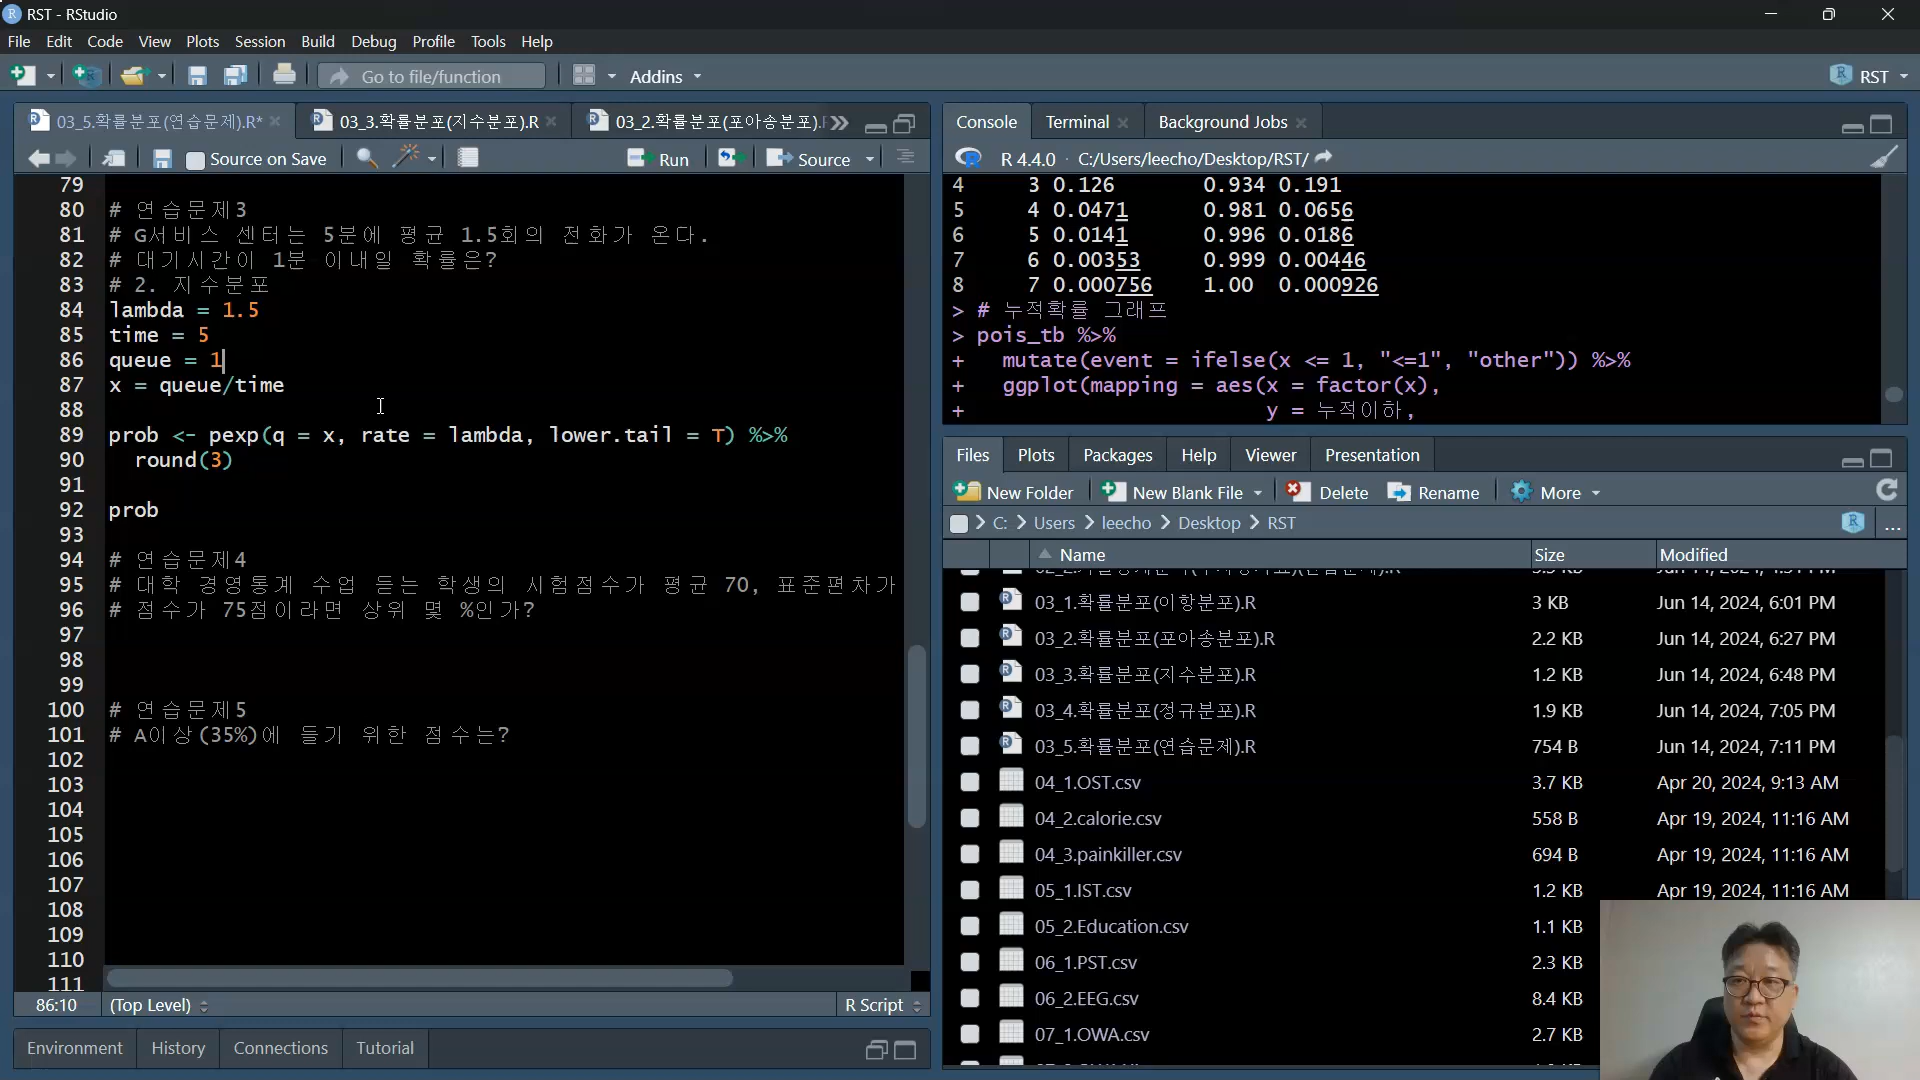 RST - RStudio
File Edit Code View Plots Session Build Debug Profile Tools Help
Go to file/function Addins RST
03_5.확률분포(연습문제).R* 03_3.확률분포(지수분포).R 03_2.확률분포(포아송분포).
Source on Save Run Source
79
80 # 연습문제3
81 # G서비스 센터는 5분에 평균 1.5회의 전화가 온다.
82 # 대기시간이 1분 이내일 확률은?
83 # 2. 지수분포
84 lambda = 1.5
85 time = 5
86 queue = 1
87 x = queue/time
88
89 prob <- pexp(q = x, rate = lambda, lower.tail = T) %>%
90 round(3)
91
92 prob
93
94 # 연습문제4
95 # 대학 경영통계 수업 듣는 학생의 시험점수가 평균 70, 표준편차가
96 # 점수가 75점이라면 상위 몇 %인가?
97
98
99
100 # 연습문제5
101 # A이상(35%)에 들기 위한 점수는?
102
103
104
105
106
107
108
109
110
111
86:10 (Top Level) R Script
Environment History Connections Tutorial
Console Terminal Background Jobs
R 4.4.0 · C:/Users/leecho/Desktop/RST/
4 3 0.126 0.934 0.191
5 4 0.0471 0.981 0.0656
6 5 0.0141 0.996 0.0186
7 6 0.00353 0.999 0.00446
8 7 0.000756 1.00 0.000926
> # 누적확률 그래프
> pois_tb %>%
+ mutate(event = ifelse(x <= 1, "<=1", "other")) %>%
+ ggplot(mapping = aes(x = factor(x),
+ y = 누적이하,
Files Plots Packages Help Viewer Presentation
New Folder New Blank File Delete Rename More
C: Users leecho Desktop RST ...
Name Size Modified
03_1.확률분포(이항분포).R 3 KB Jun 14, 2024, 6:01 PM
03_2.확률분포(포아송분포).R 2.2 KB Jun 14, 2024, 6:27 PM
03_3.확률분포(지수분포).R 1.2 KB Jun 14, 2024, 6:48 PM
03_4.확률분포(정규분포).R 1.9 KB Jun 14, 2024, 7:05 PM
03_5.확률분포(연습문제).R 754 B Jun 14, 2024, 7:11 PM
04_1.OST.csv 3.7 KB Apr 20, 2024, 9:13 AM
04_2.calorie.csv 558 B Apr 19, 2024, 11:16 AM
04_3.painkiller.csv 694 B Apr 19, 2024, 11:16 AM
05_1.IST.csv 1.2 KB Apr 19, 2024, 11:16 AM
05_2.Education.csv 1.1 KB
06_1.PST.csv 2.3 KB
06_2.EEG.csv 8.4 KB
07_1.OWA.csv 2.7 KB